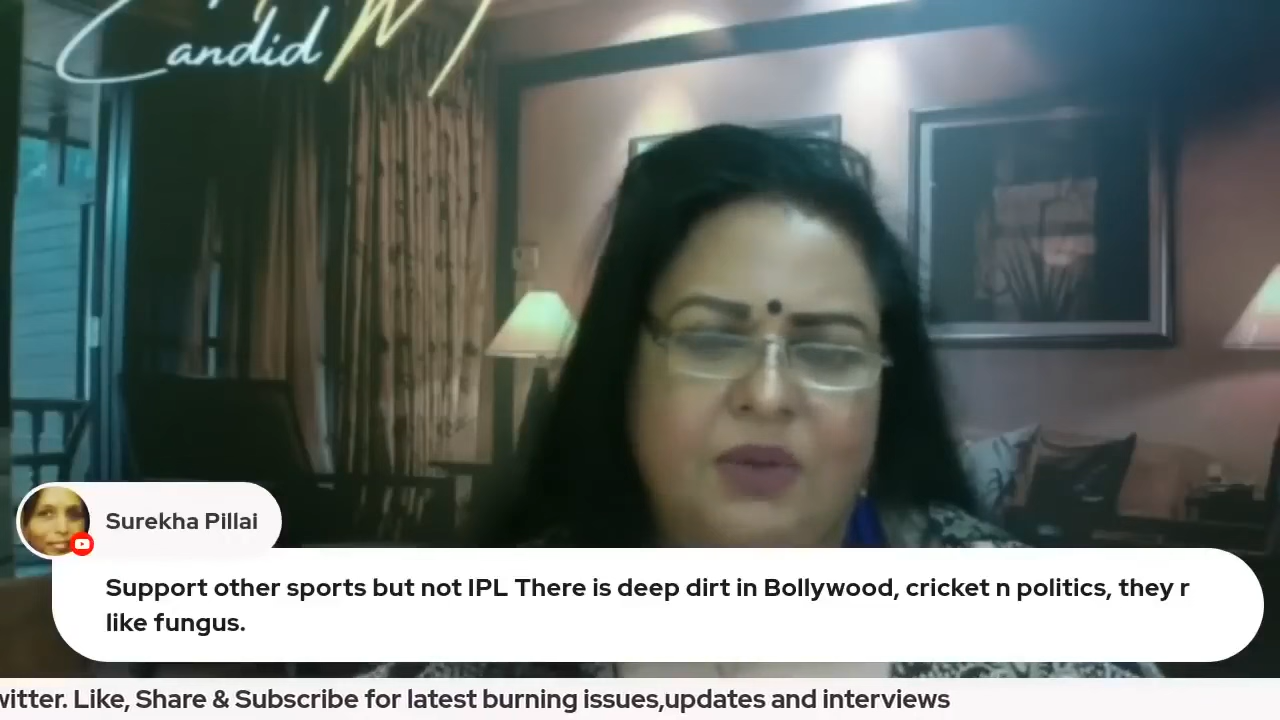 Candid
Surekha Pillai
Support other sports but not IPL There is deep dirt in Bollywood, cricket n politics, they r
like fungus.
witter. Like, Share & Subscribe for latest burning issues,updates and interviews